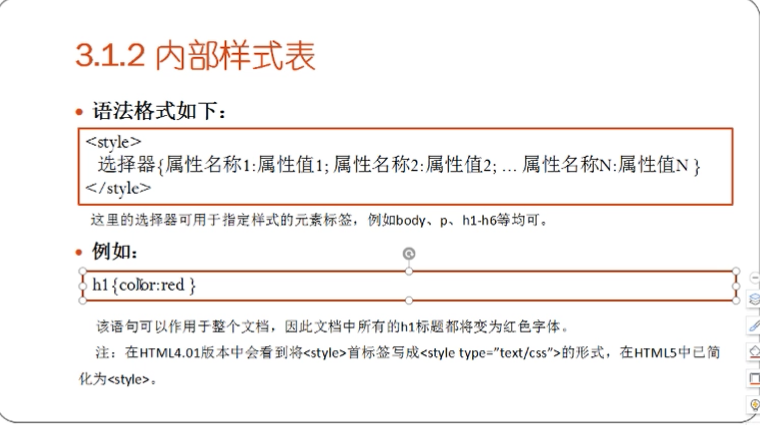 3.1.2 内部样式表
• 语法格式如下：
<style>
选择器{属性名称1:属性值1; 属性名称2:属性值2; … 属性名称N:属性值N }
</style>
这里的选择器可用于指定样式的元素标签，例如body、p、h1-h6等均可。
• 例如：
h1{color:red }
该语句可以作用于整个文档，因此文档中所有的h1标题都将变为红色字体。
注：在HTML4.01版本中会看到将<style>首标签写成<style type="text/css">的形式，在HTML5中已简
化为<style>。